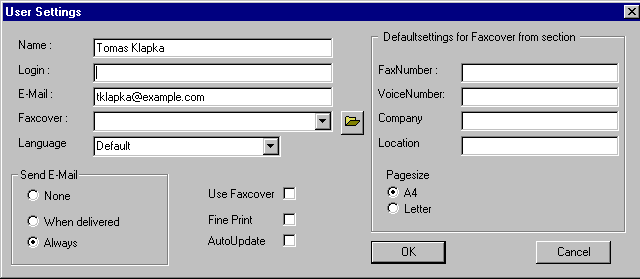 User Settings
Name :
Tomas Klapka
Login :
E-Mail :
tklapka@example.com
Faxcover :
Language
Default
Send E-Mail
None
When delivered
Always
Use Faxcover
Fine Print
AutoUpdate
Defaultsettings for Faxcover from section
FaxNumber :
VoiceNumber:
Company
Location
Pagesize
A4
Letter
OK
Cancel